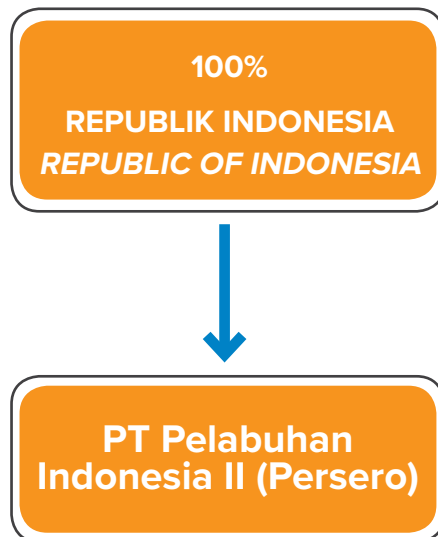 100%
REPUBLIK INDONESIA
REPUBLIC OF INDONESIA
PT Pelabuhan
Indonesia II (Persero)